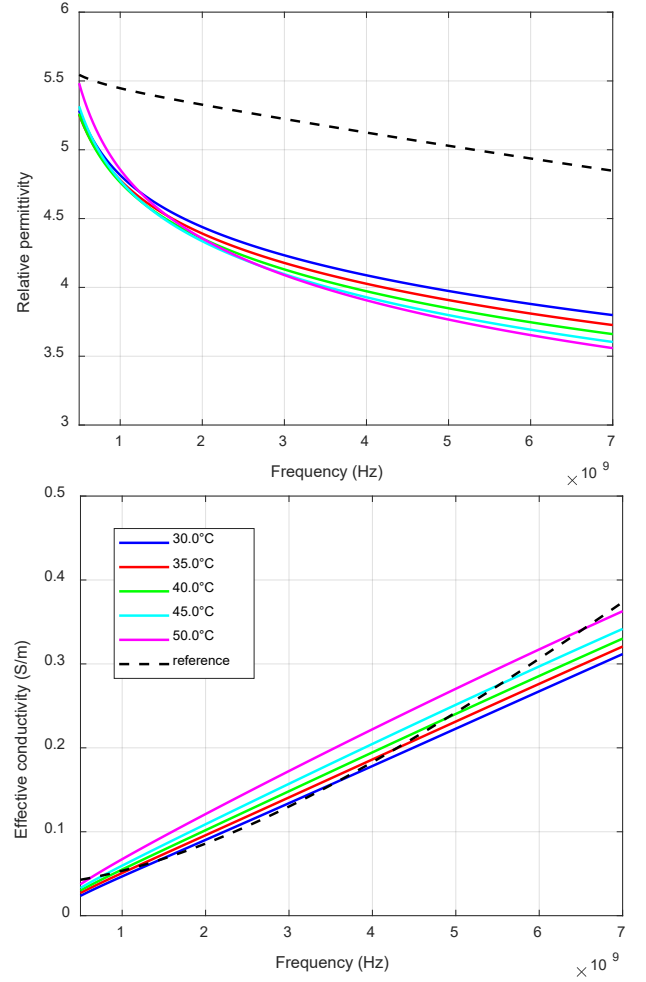 6
5.5
5
4.5
4
3.5
3
Relative permittivity
1 2 3 4 5 6 7
Frequency (Hz)
× 10 9
0.5
0.4
0.3
0.2
0.1
0
Effective conductivity (S/m)
30.0°C
35.0°C
40.0°C
45.0°C
50.0°C
reference
1 2 3 4 5 6 7
Frequency (Hz)
× 10 9